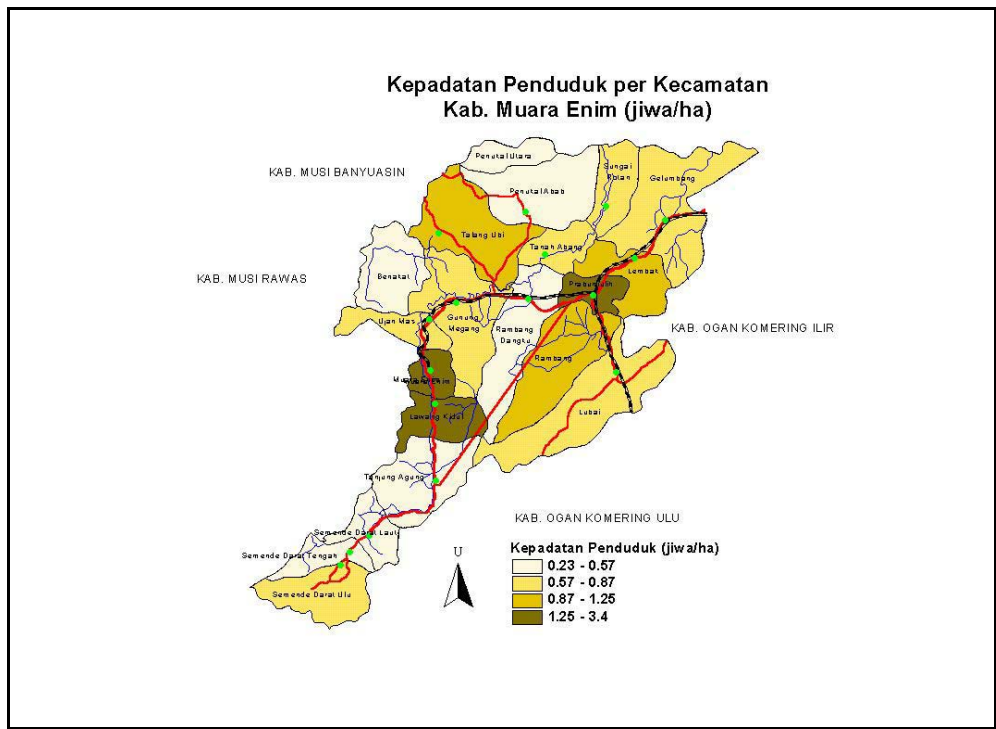 Kepadatan Penduduk per Kecamatan
Kab. Muara Enim (jiwa/ha)
Penukal Utara
KAB. MUSI BANYUASIN
Sungai
Rotan
Gelumbang
Penukal Abab
Talang Ubi
Tanah Abang
KAB. MUSI RAWAS
Benakat
Lembak
Prabumulih
Ujan Mas
Gunung
Megang
Rambang
Dangku
KAB. OGAN KOMERING ILIR
Rambang
Muara Enim
Lawang Kidul
Lubai
Tanjung Agung
KAB. OGAN KOMERING ULU
Semende Darat Laut
Semende Darat Tengah
Semende Darat Ulu
U
Kepadatan Penduduk (jiwa/ha)
0.23 - 0.57
0.57 - 0.87
0.87 - 1.25
1.25 - 3.4